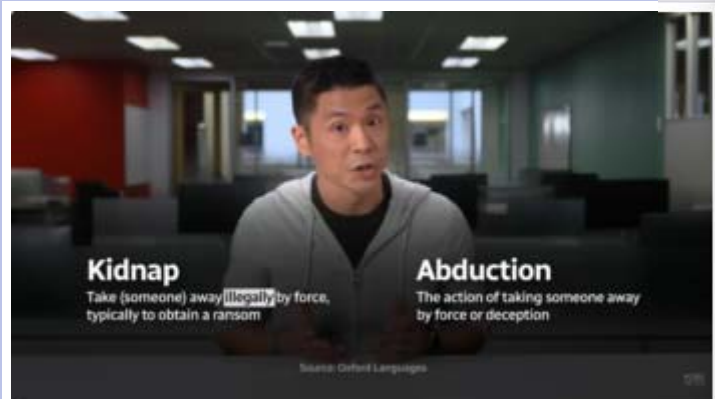 Kidnap
Take (someone) away illegally by force,
typically to obtain a ransom
Abduction
The action of taking someone away
by force or deception
Source: Oxford Languages